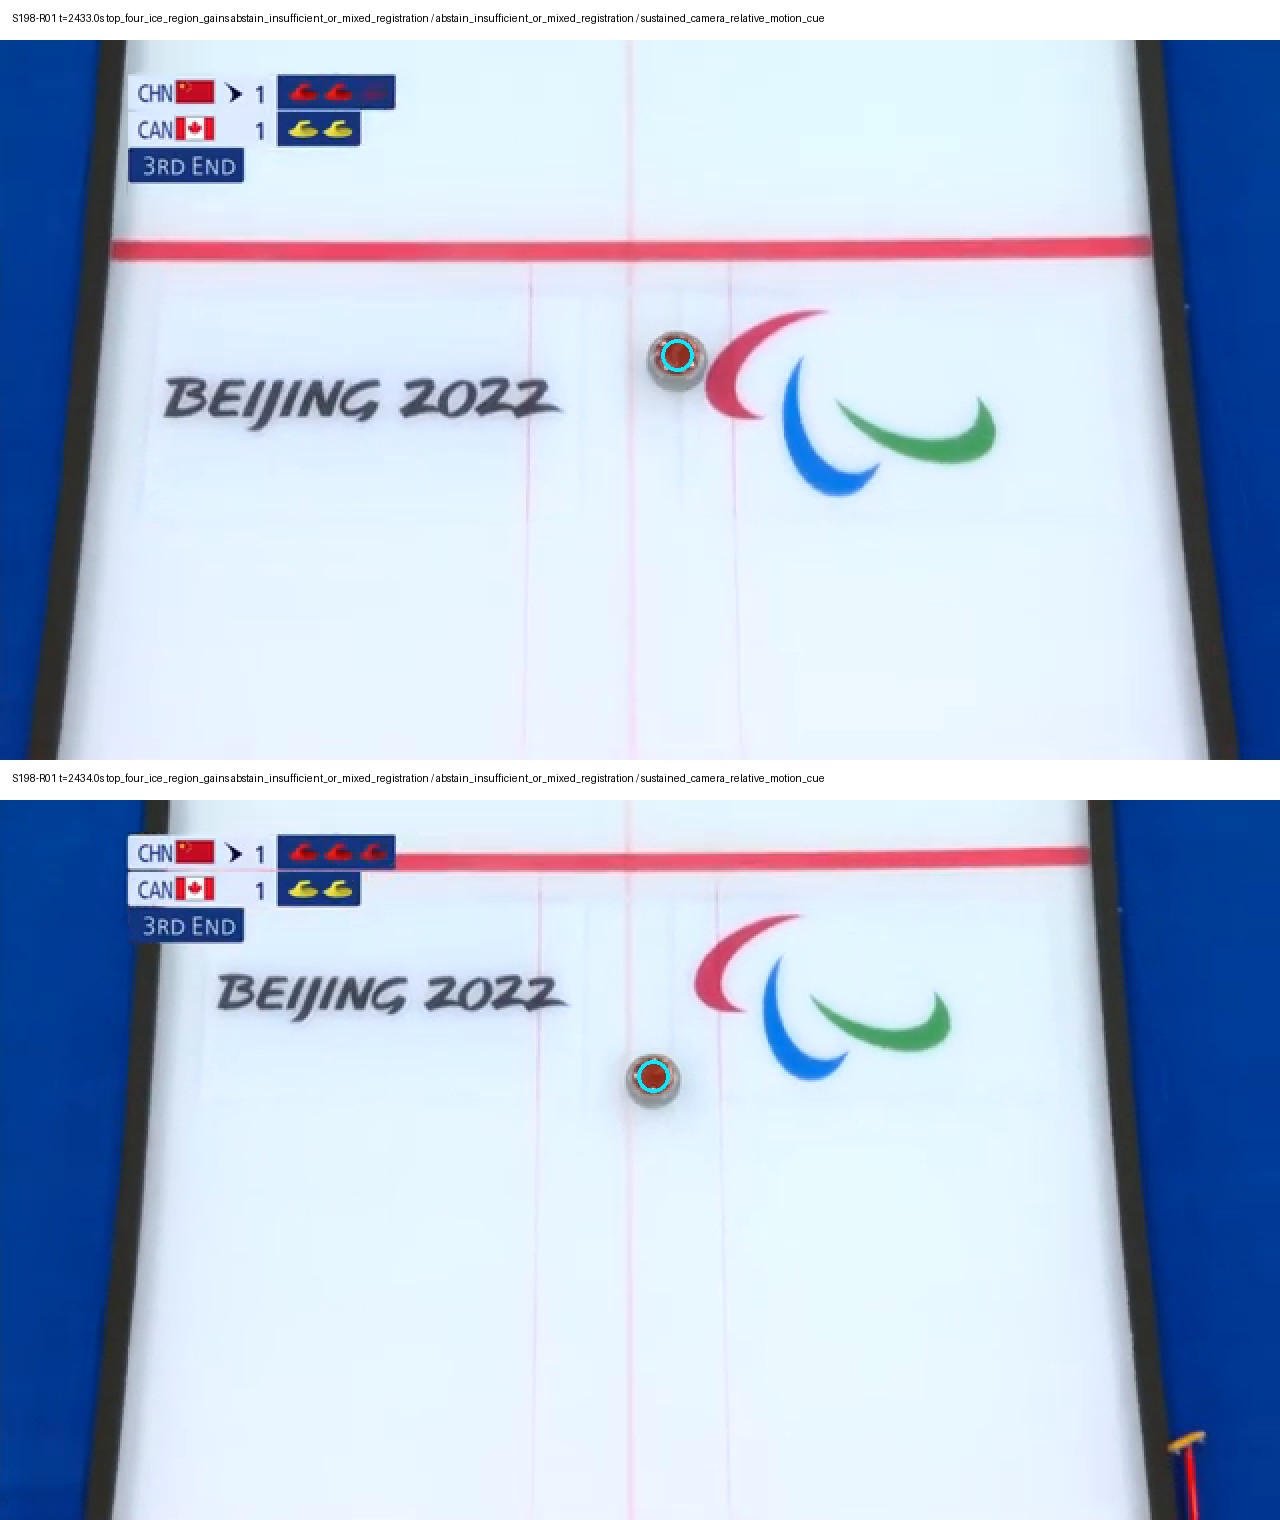 S198-R01 t=2433.0s top_four_ice_region_gains abstain_insufficient_or_mixed_registration / abstain_insufficient_or_mixed_registration / sustained_camera_relative_motion_cue
CHN 1
CAN 1
3RD END
BEIJING 2022
S198-R01 t=2434.0s top_four_ice_region_gains abstain_insufficient_or_mixed_registration / abstain_insufficient_or_mixed_registration / sustained_camera_relative_motion_cue
CHN 1
CAN 1
3RD END
BEIJING 2022